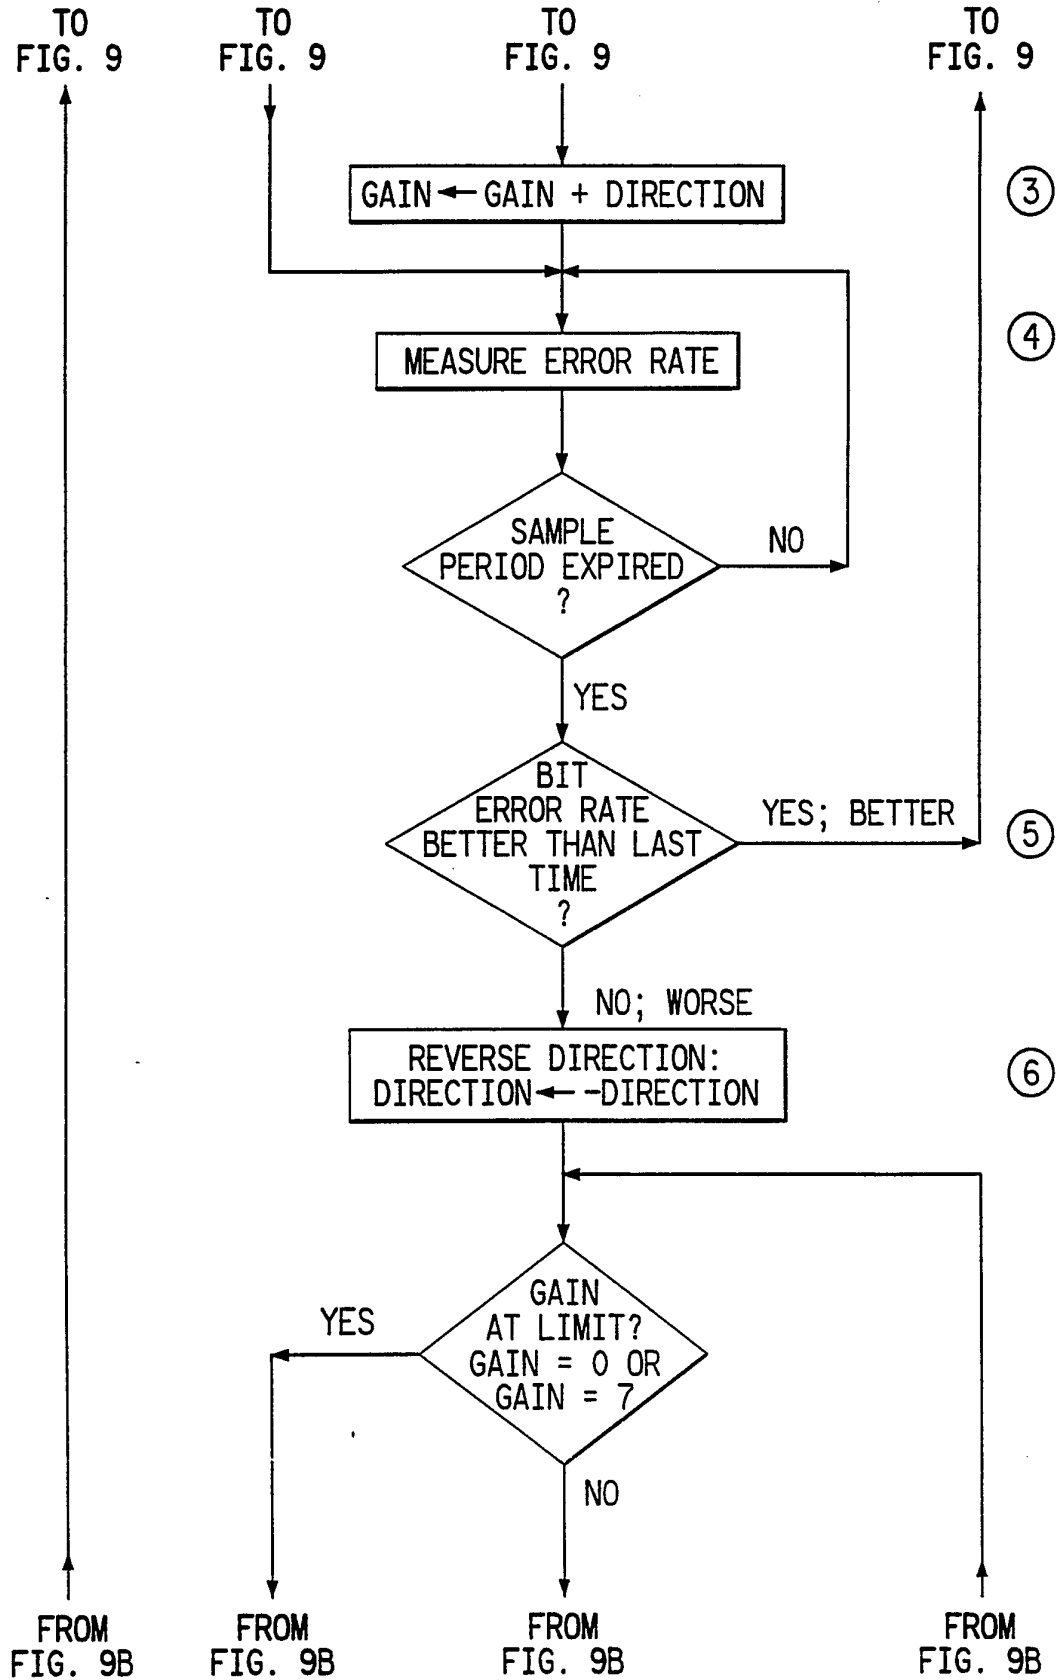 TO
FIG. 9
TO
FIG. 9
TO
FIG. 9
TO
FIG. 9
GAIN ← GAIN + DIRECTION
3
MEASURE ERROR RATE
4
SAMPLE
PERIOD EXPIRED
?
NO
YES
BIT
ERROR RATE
BETTER THAN LAST
TIME
?
YES; BETTER
5
NO; WORSE
REVERSE DIRECTION:
DIRECTION ← -DIRECTION
6
GAIN
AT LIMIT?
GAIN = 0 OR
GAIN = 7
YES
NO
FROM
FIG. 9B
FROM
FIG. 9B
FROM
FIG. 9B
FROM
FIG. 9B